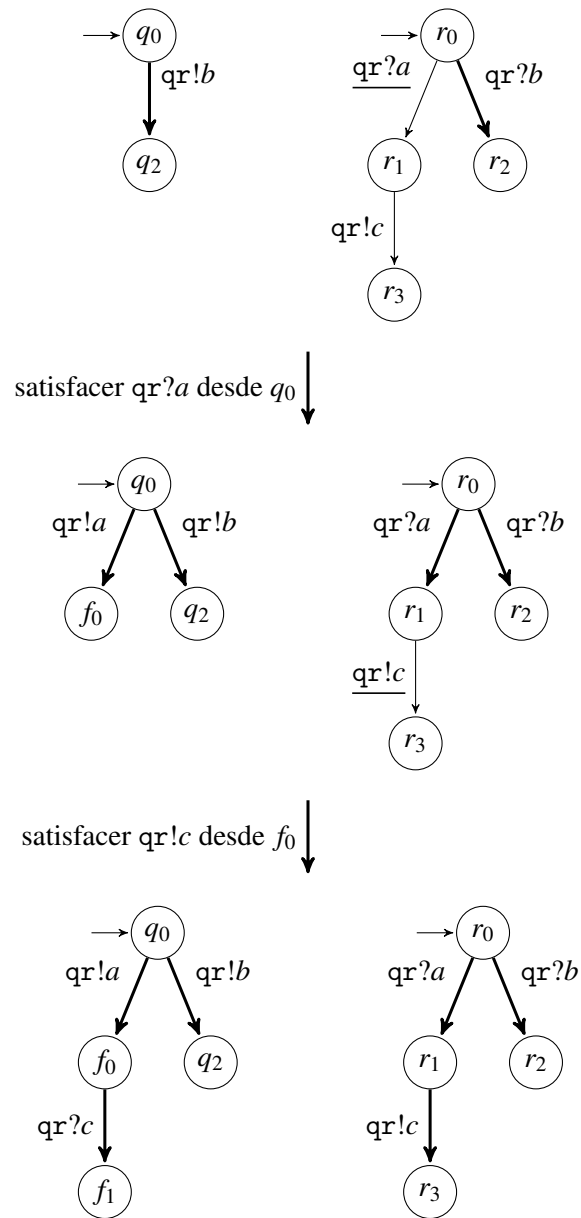 q0 r0
qr!b qr?a qr?b
q2 r1 r2
qr!c
r3
satisfacer qr?a desde q0
q0 r0
qr!a qr!b qr?a qr?b
f0 q2 r1 r2
qr!c
r3
satisfacer qr!c desde f0
q0 r0
qr!a qr!b qr?a qr?b
f0 q2 r1 r2
qr?c qr!c
f1 r3